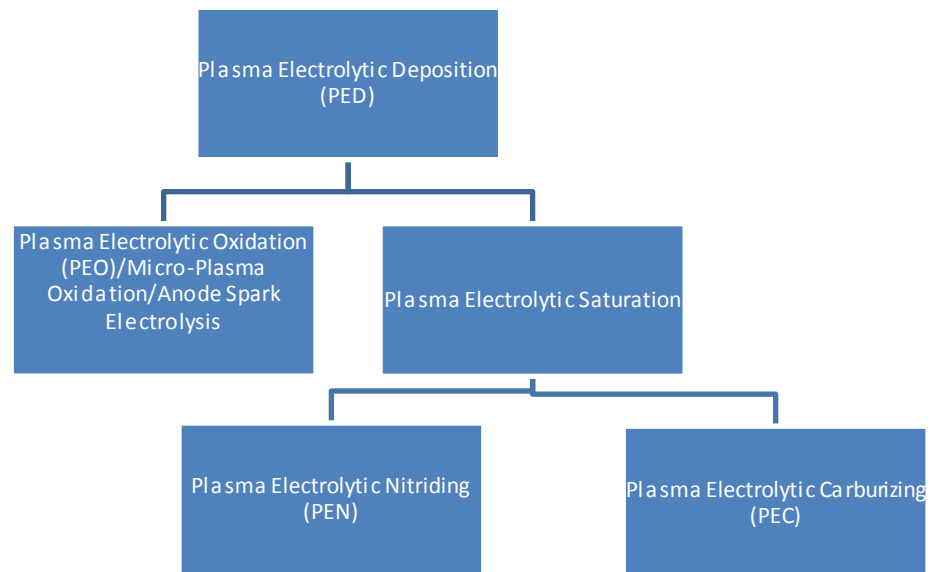 Plasma Electrolytic Deposition
(PED)
Plasma Electrolytic Oxidation
(PEO)/Micro-Plasma
Oxidation/Anode Spark
Electrolysis
Plasma Electrolytic Saturation
Plasma Electrolytic Nitriding
(PEN)
Plasma Electrolytic Carburizing
(PEC)